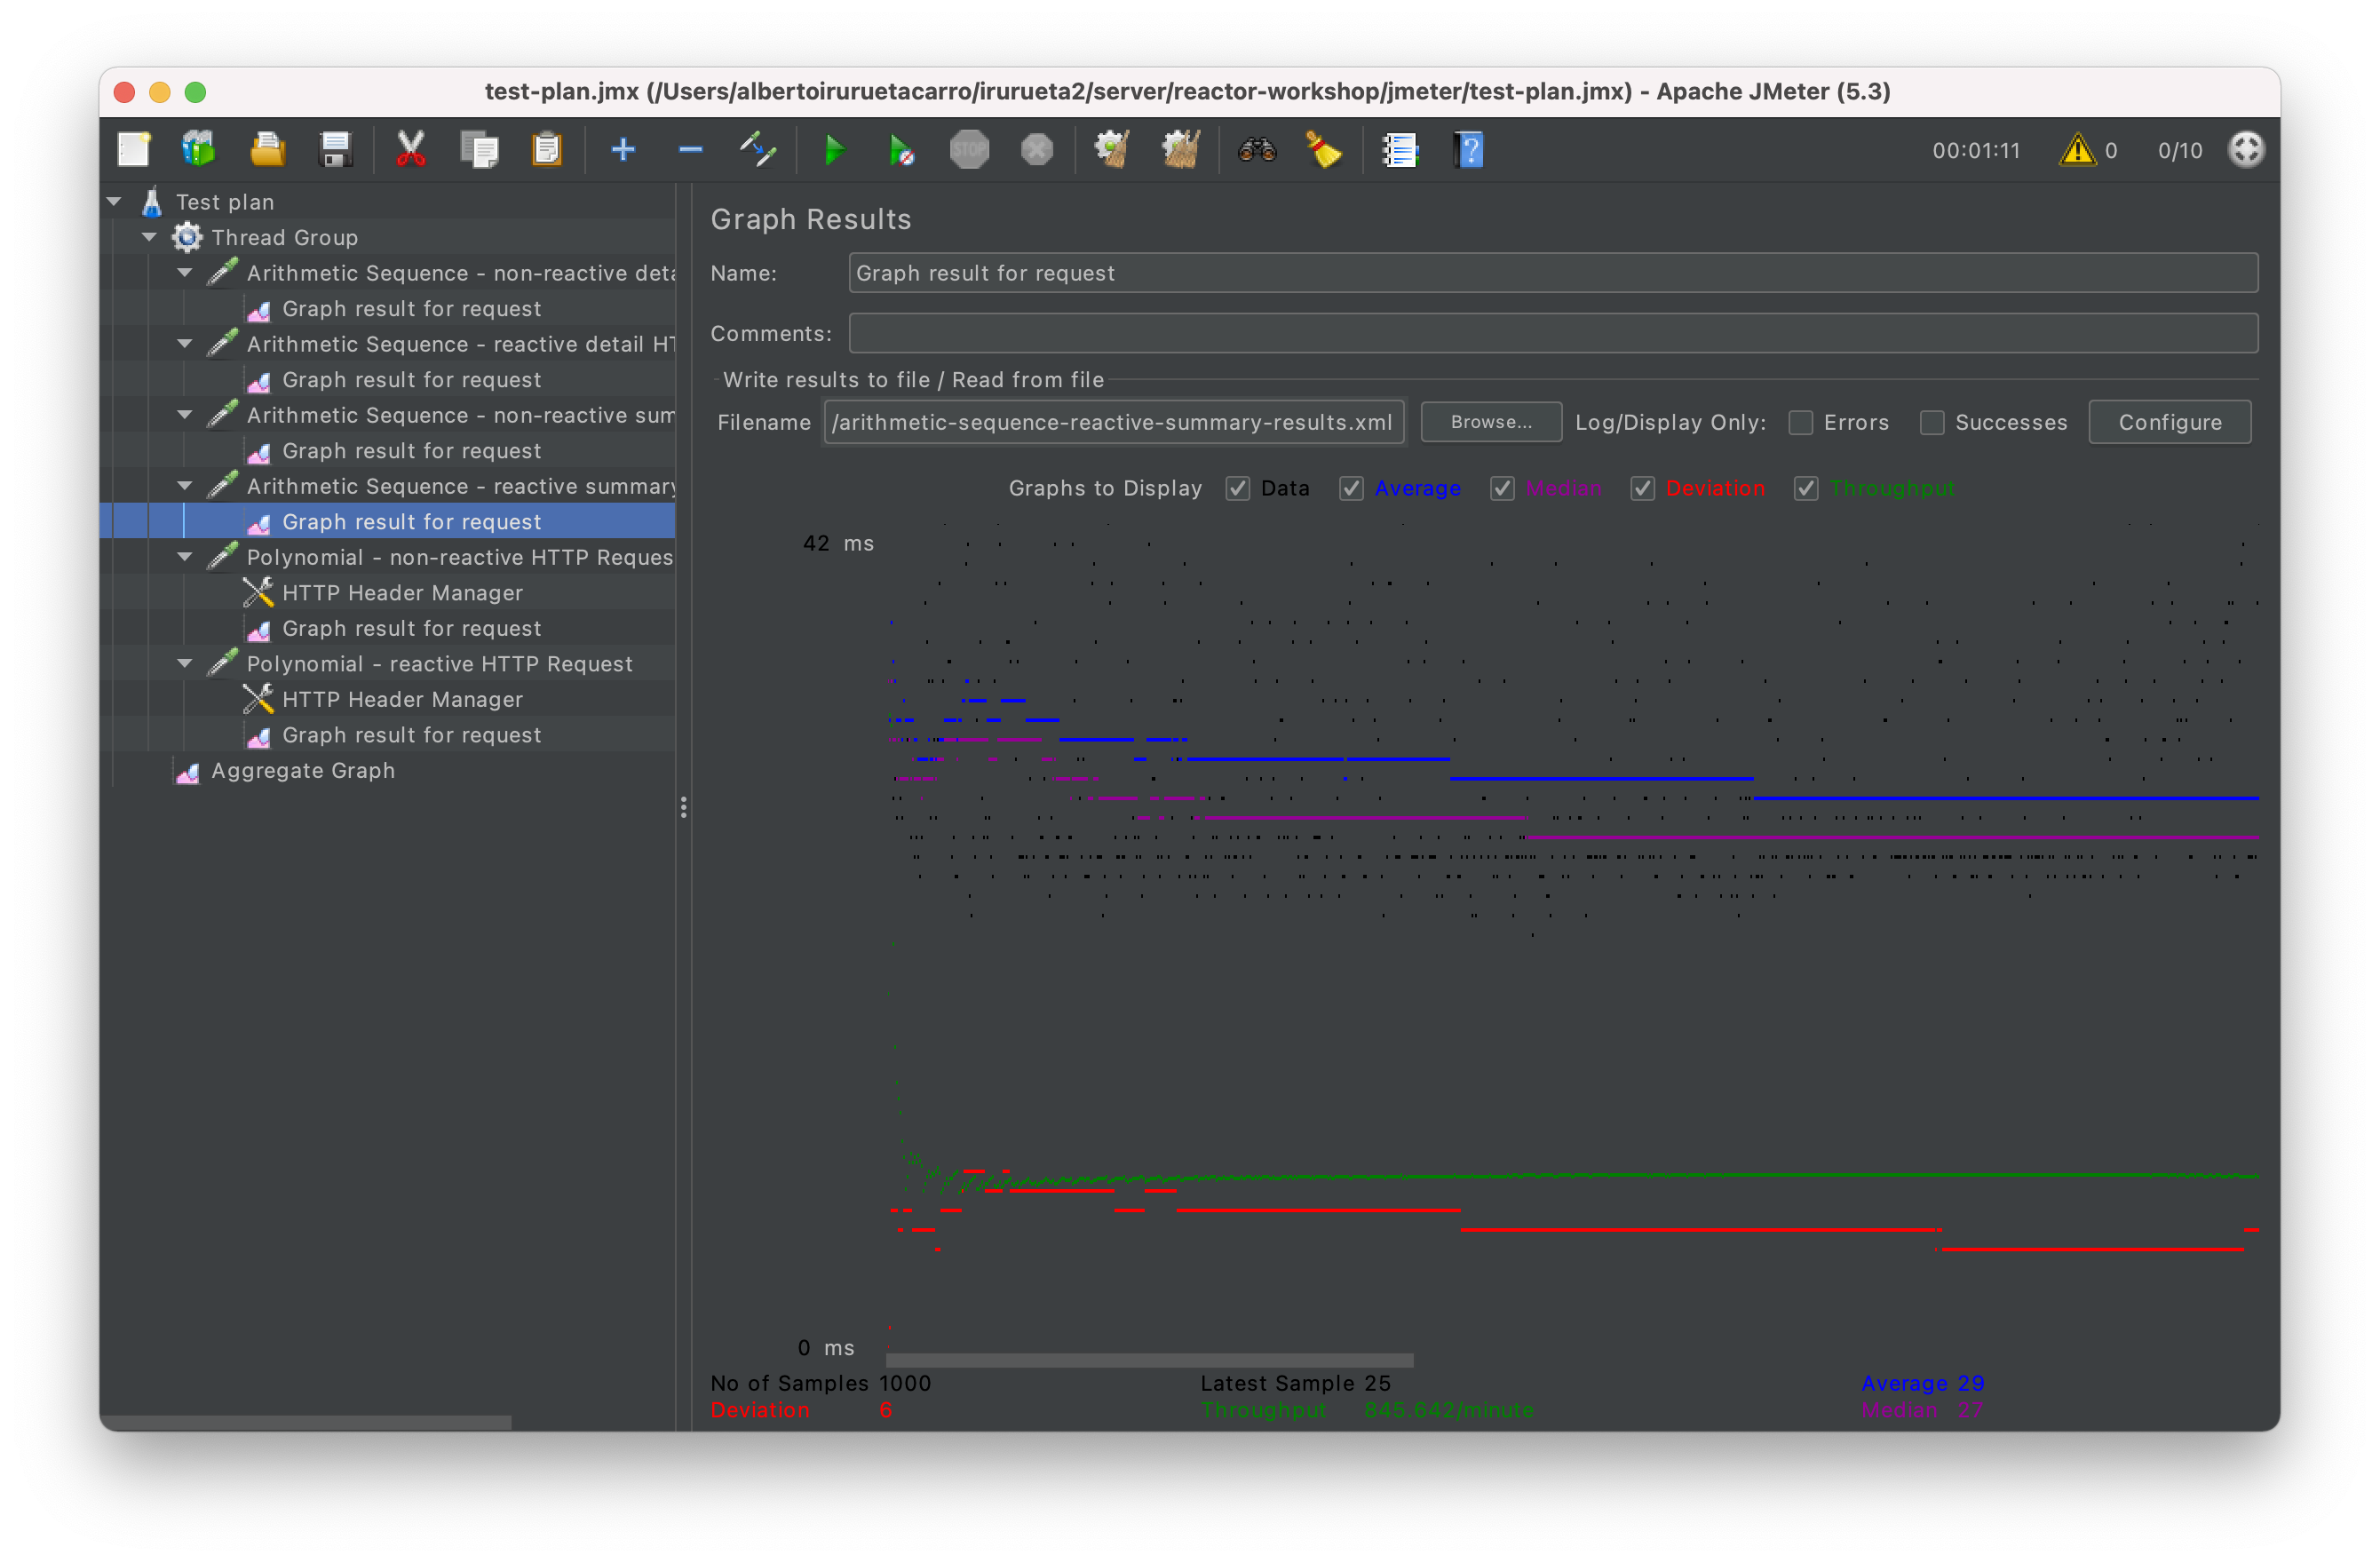 test-plan.jmx (/Users/albertoiruruetacarro/irurueta2/server/reactor-workshop/jmeter/test-plan.jmx) - Apache JMeter (5.3)
STOP
00:01:11
0
0/10
Test plan
Thread Group
Arithmetic Sequence - non-reactive deta
Graph result for request
Arithmetic Sequence - reactive detail HT
Graph result for request
Arithmetic Sequence - non-reactive sum
Graph result for request
Arithmetic Sequence - reactive summary
Graph result for request
Polynomial - non-reactive HTTP Reques
HTTP Header Manager
Graph result for request
Polynomial - reactive HTTP Request
HTTP Header Manager
Graph result for request
Aggregate Graph
Graph Results
Name: Graph result for request
Comments:
Write results to file / Read from file
Filename /arithmetic-sequence-reactive-summary-results.xml Browse... Log/Display Only: Errors Successes Configure
Graphs to Display Data Average Median Deviation Throughput
42 ms
0 ms
No of Samples 1000 Latest Sample 25 Average 29
Deviation 6 Throughput 845.642/minute Median 27